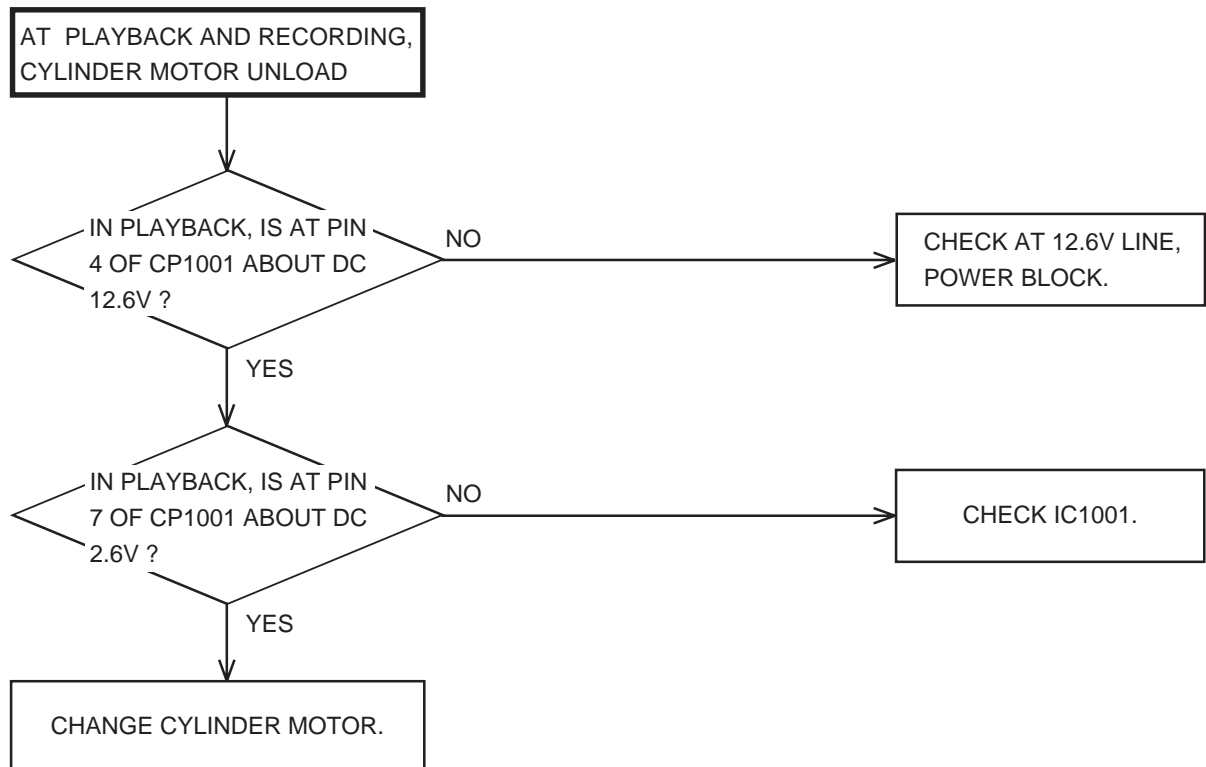 AT PLAYBACK AND RECORDING,
CYLINDER MOTOR UNLOAD
IN PLAYBACK, IS AT PIN
4 OF CP1001 ABOUT DC
12.6V ?
NO
CHECK AT 12.6V LINE,
POWER BLOCK.
YES
IN PLAYBACK, IS AT PIN
7 OF CP1001 ABOUT DC
2.6V ?
NO
CHECK IC1001.
YES
CHANGE CYLINDER MOTOR.